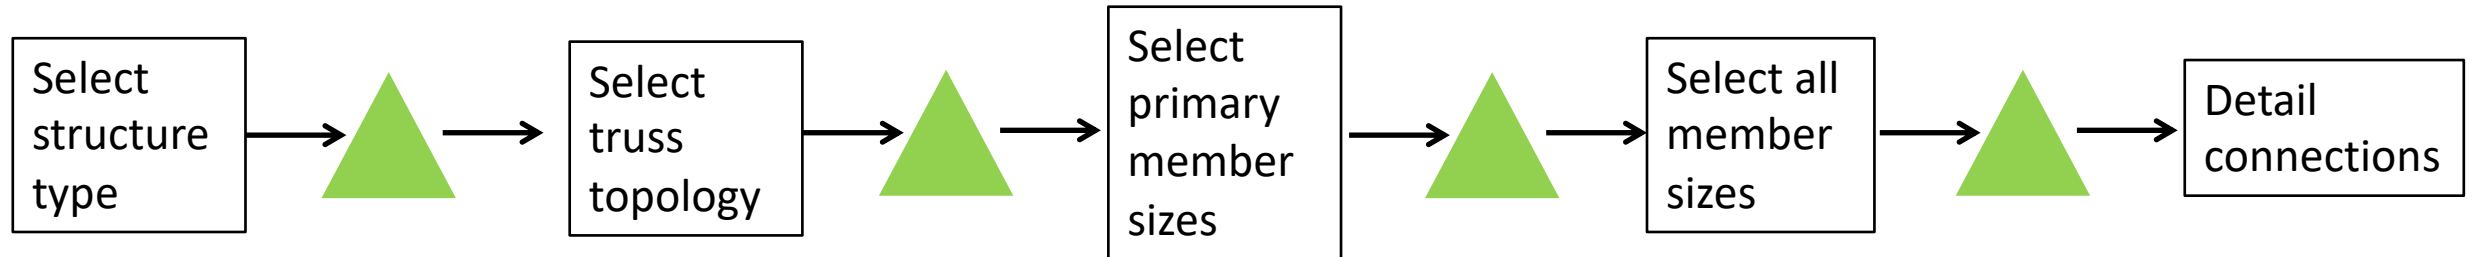 Select
structure
type
Select
truss
topology
Select
primary
member
sizes
Select all
member
sizes
Detail
connections